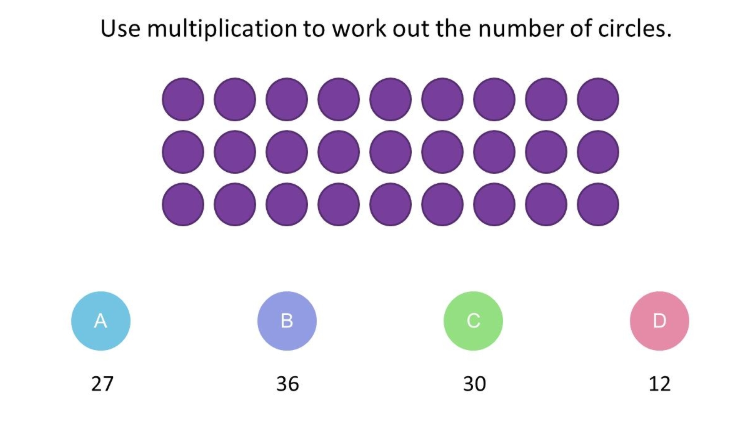 Use multiplication to work out the number of circles.
A B C D
27 36 30 12